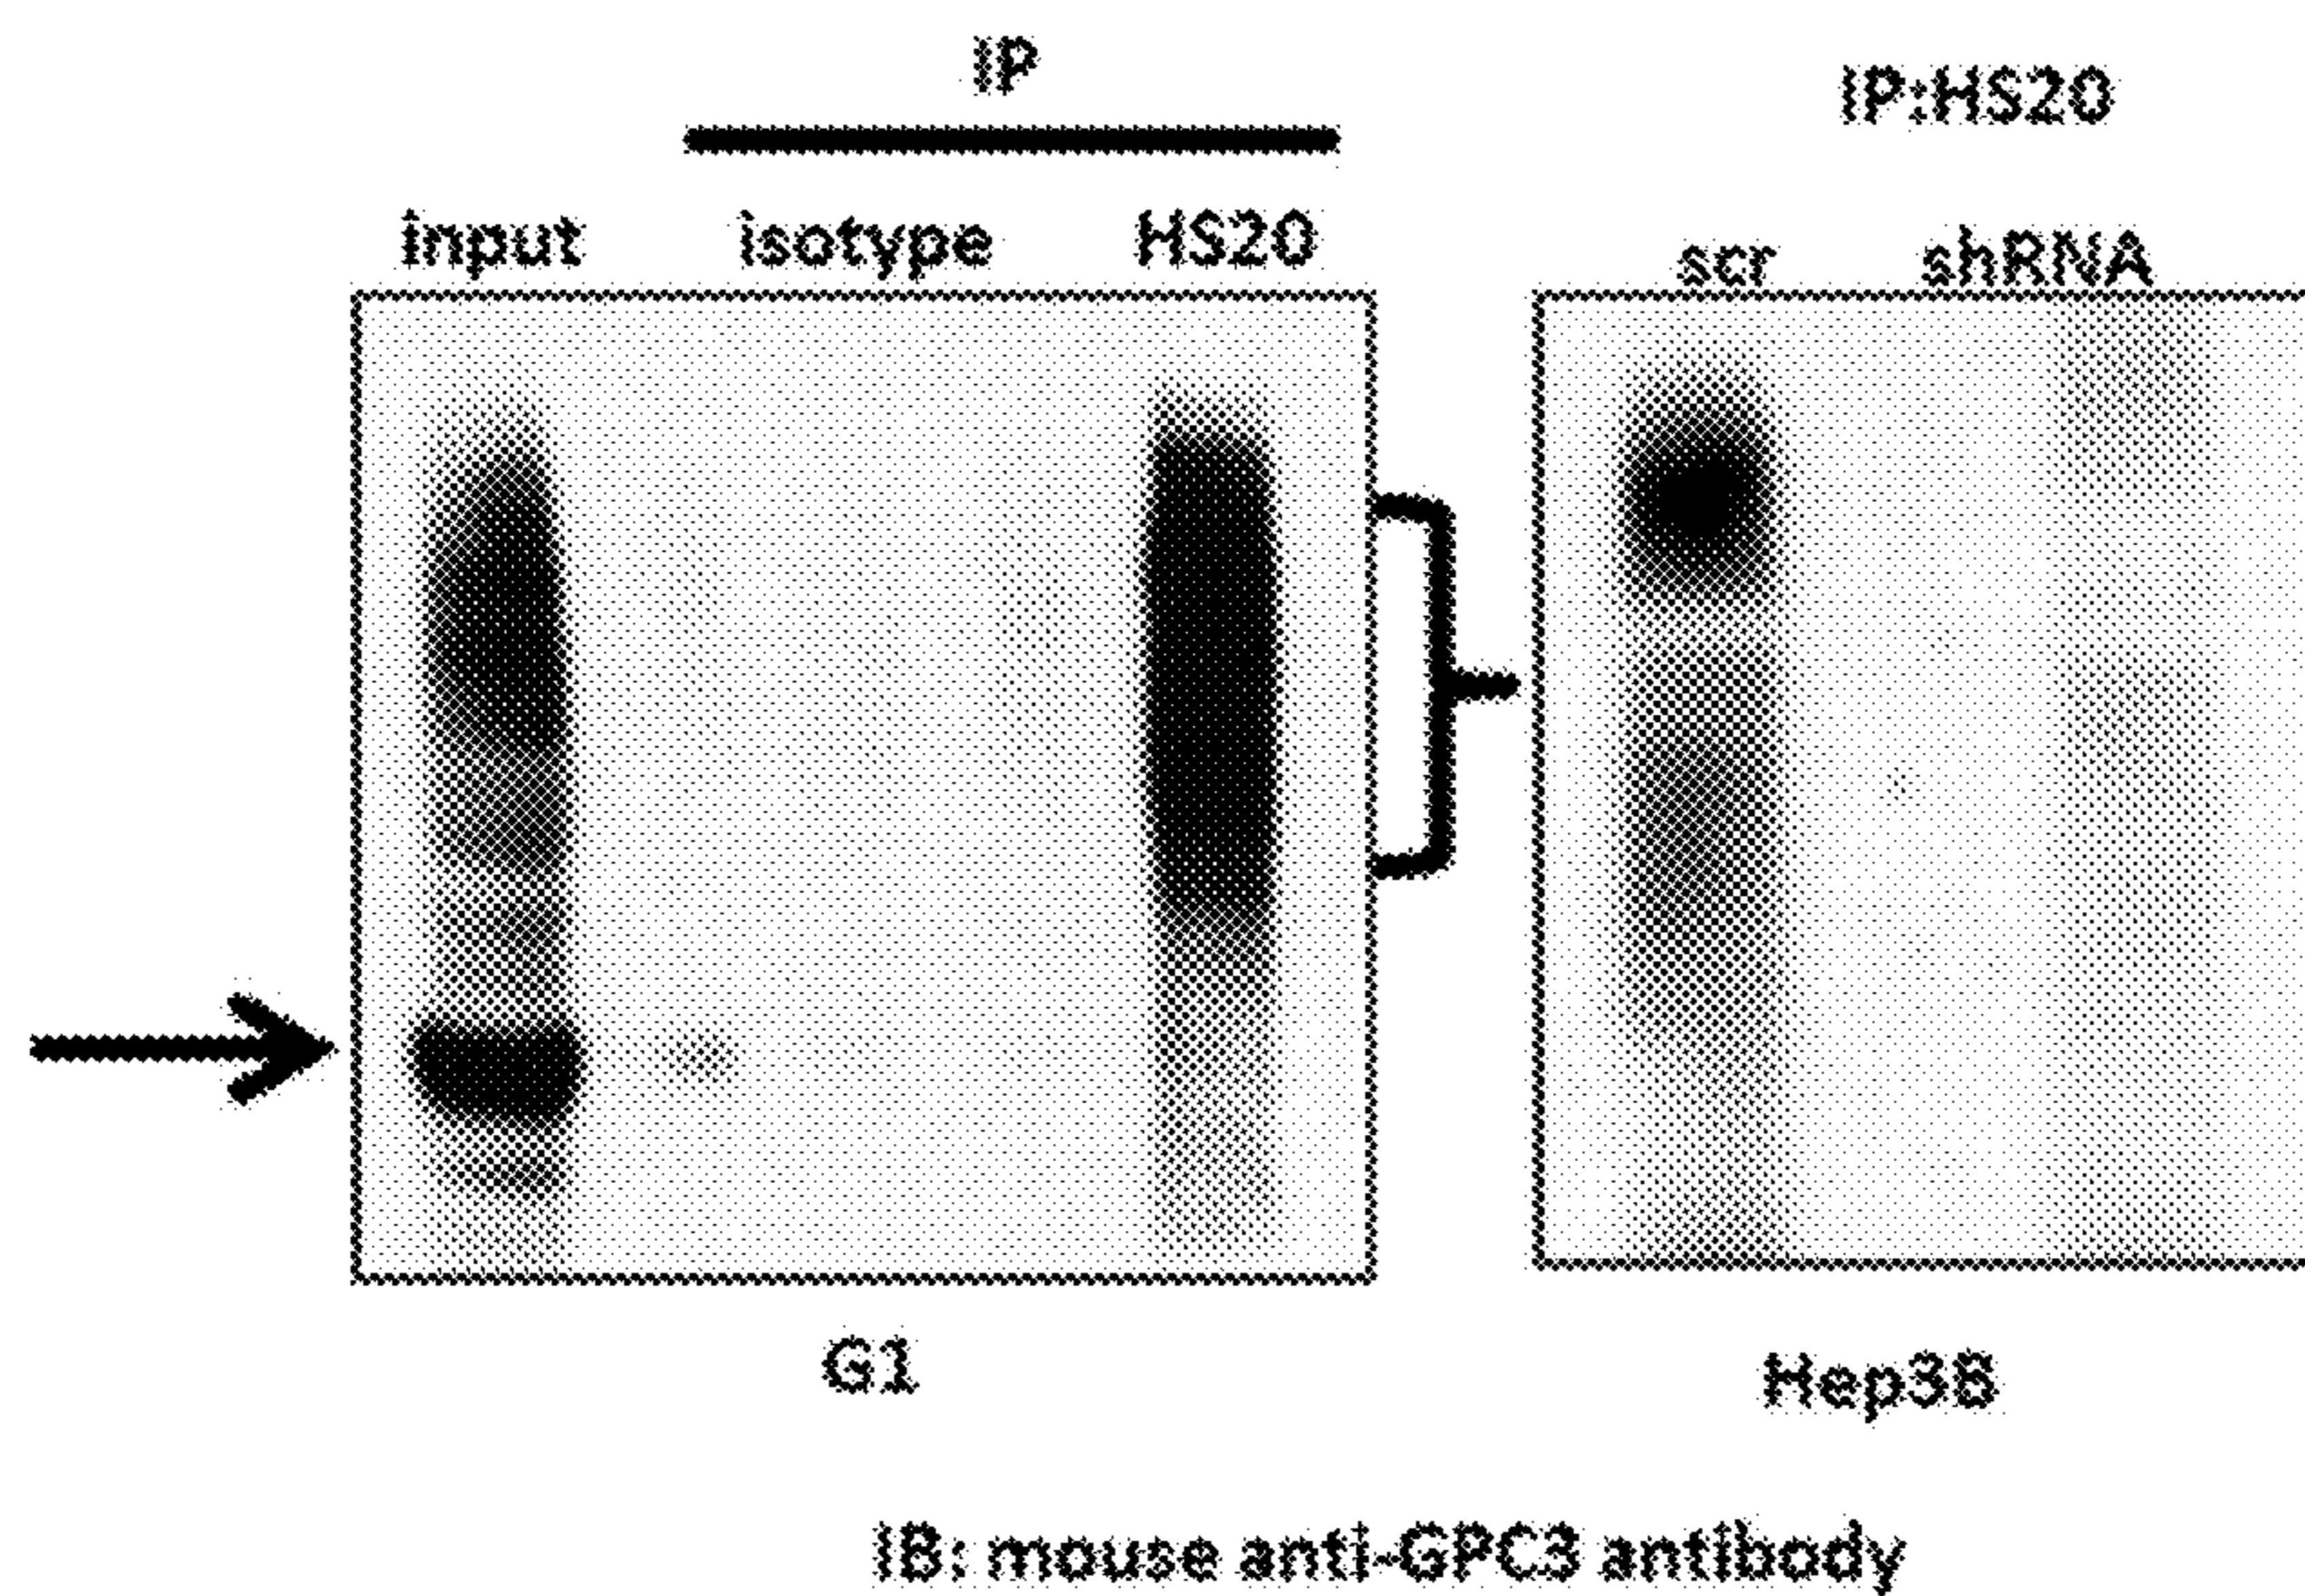 IP
IP:HS20
input isotype HS20
scr shRNA
G1
Hep3B
IB: mouse anti-GPC3 antibody